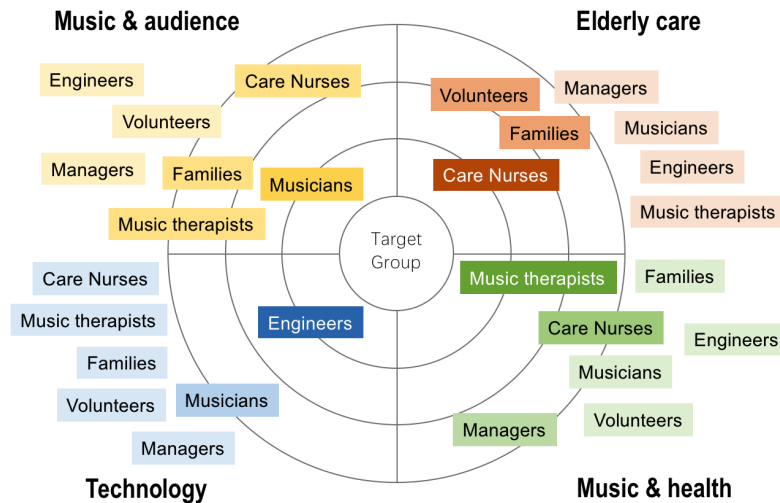 Music & audience
Elderly care
Engineers
Care Nurses
Volunteers
Managers
Families
Music therapists
Musicians
Volunteers
Managers
Families
Musicians
Care Nurses
Engineers
Music therapists
Target
Group
Care Nurses
Music therapists
Families
Volunteers
Managers
Engineers
Musicians
Music therapists
Families
Care Nurses
Engineers
Musicians
Volunteers
Managers
Technology
Music & health